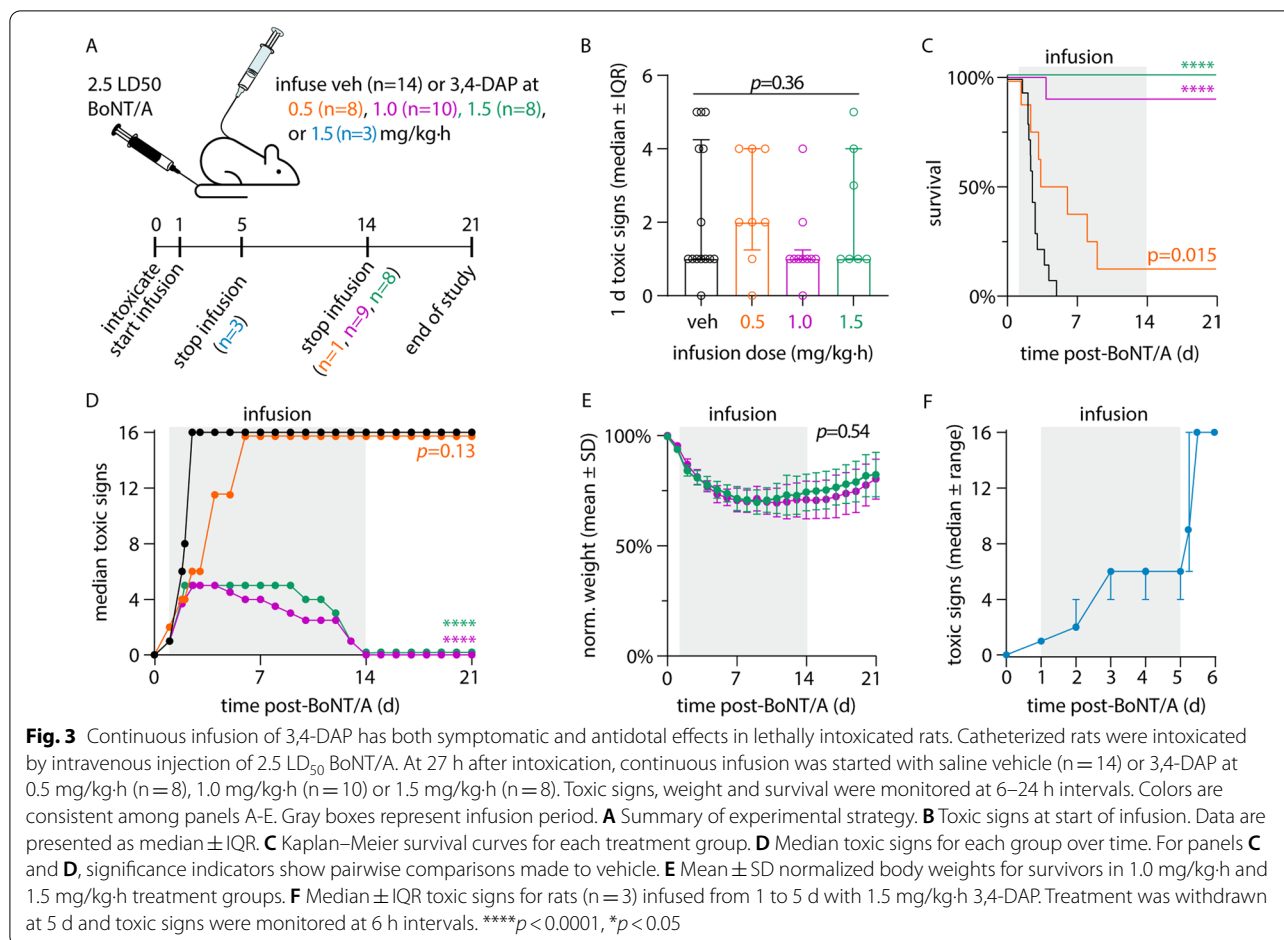 A
2.5 LD50
BoNT/A
infuse veh (n=14) or 3,4-DAP at
0.5 (n=8), 1.0 (n=10), 1.5 (n=8),
or 1.5 (n=3) mg/kg·h
0 1 5 14 21
intoxicate
start infusion
stop infusion
(n=3)
stop infusion
(n=1, n=9, n=8)
end of study
B
1 d toxic signs (median ± IQR)
6
4
2
0
p=0.36
veh 0.5 1.0 1.5
infusion dose (mg/kg·h)
C
infusion
survival
100%
50%
0%
****
****
p=0.015
0 7 14 21
time post-BoNT/A (d)
D
infusion
median toxic signs
16
12
8
4
0
p=0.13
****
****
0 7 14 21
time post-BoNT/A (d)
E
infusion
norm. weight (mean ± SD)
100%
50%
0%
p=0.54
0 7 14 21
time post-BoNT/A (d)
F
infusion
toxic signs (median ± range)
16
12
8
4
0
0 1 2 3 4 5 6
time post-BoNT/A (d)
Fig. 3 Continuous infusion of 3,4-DAP has both symptomatic and antidotal effects in lethally intoxicated rats. Catheterized rats were intoxicated
by intravenous injection of 2.5 LD50 BoNT/A. At 27 h after intoxication, continuous infusion was started with saline vehicle (n = 14) or 3,4-DAP at
0.5 mg/kg·h (n = 8), 1.0 mg/kg·h (n = 10) or 1.5 mg/kg·h (n = 8). Toxic signs, weight and survival were monitored at 6–24 h intervals. Colors are
consistent among panels A-E. Gray boxes represent infusion period. A Summary of experimental strategy. B Toxic signs at start of infusion. Data are
presented as median ± IQR. C Kaplan–Meier survival curves for each treatment group. D Median toxic signs for each group over time. For panels C
and D, significance indicators show pairwise comparisons made to vehicle. E Mean ± SD normalized body weights for survivors in 1.0 mg/kg·h and
1.5 mg/kg·h treatment groups. F Median ± IQR toxic signs for rats (n = 3) infused from 1 to 5 d with 1.5 mg/kg·h 3,4-DAP. Treatment was withdrawn
at 5 d and toxic signs were monitored at 6 h intervals. ****p < 0.0001, *p < 0.05